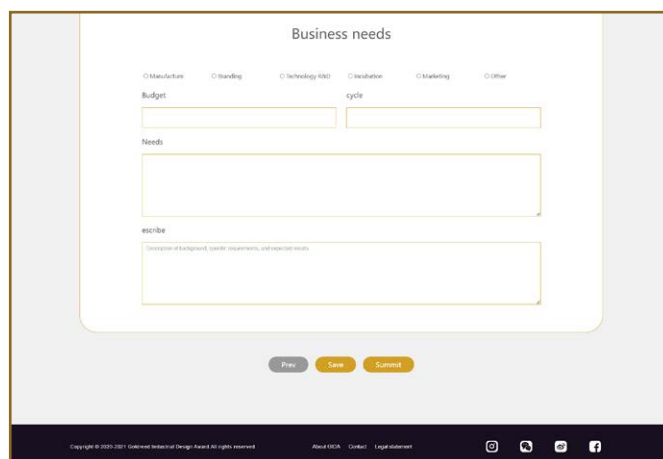 Business needs
Manufacture Branding Technology R&D Incubation Marketing Other
Budget cycle
Needs
escribe
Description of background, specific requirements, and expected results.
Prev Save Summit
Copyright © 2020-2021 Goldreed Industrial Design Award.All rights reserved About GIDA Contact Legal statement